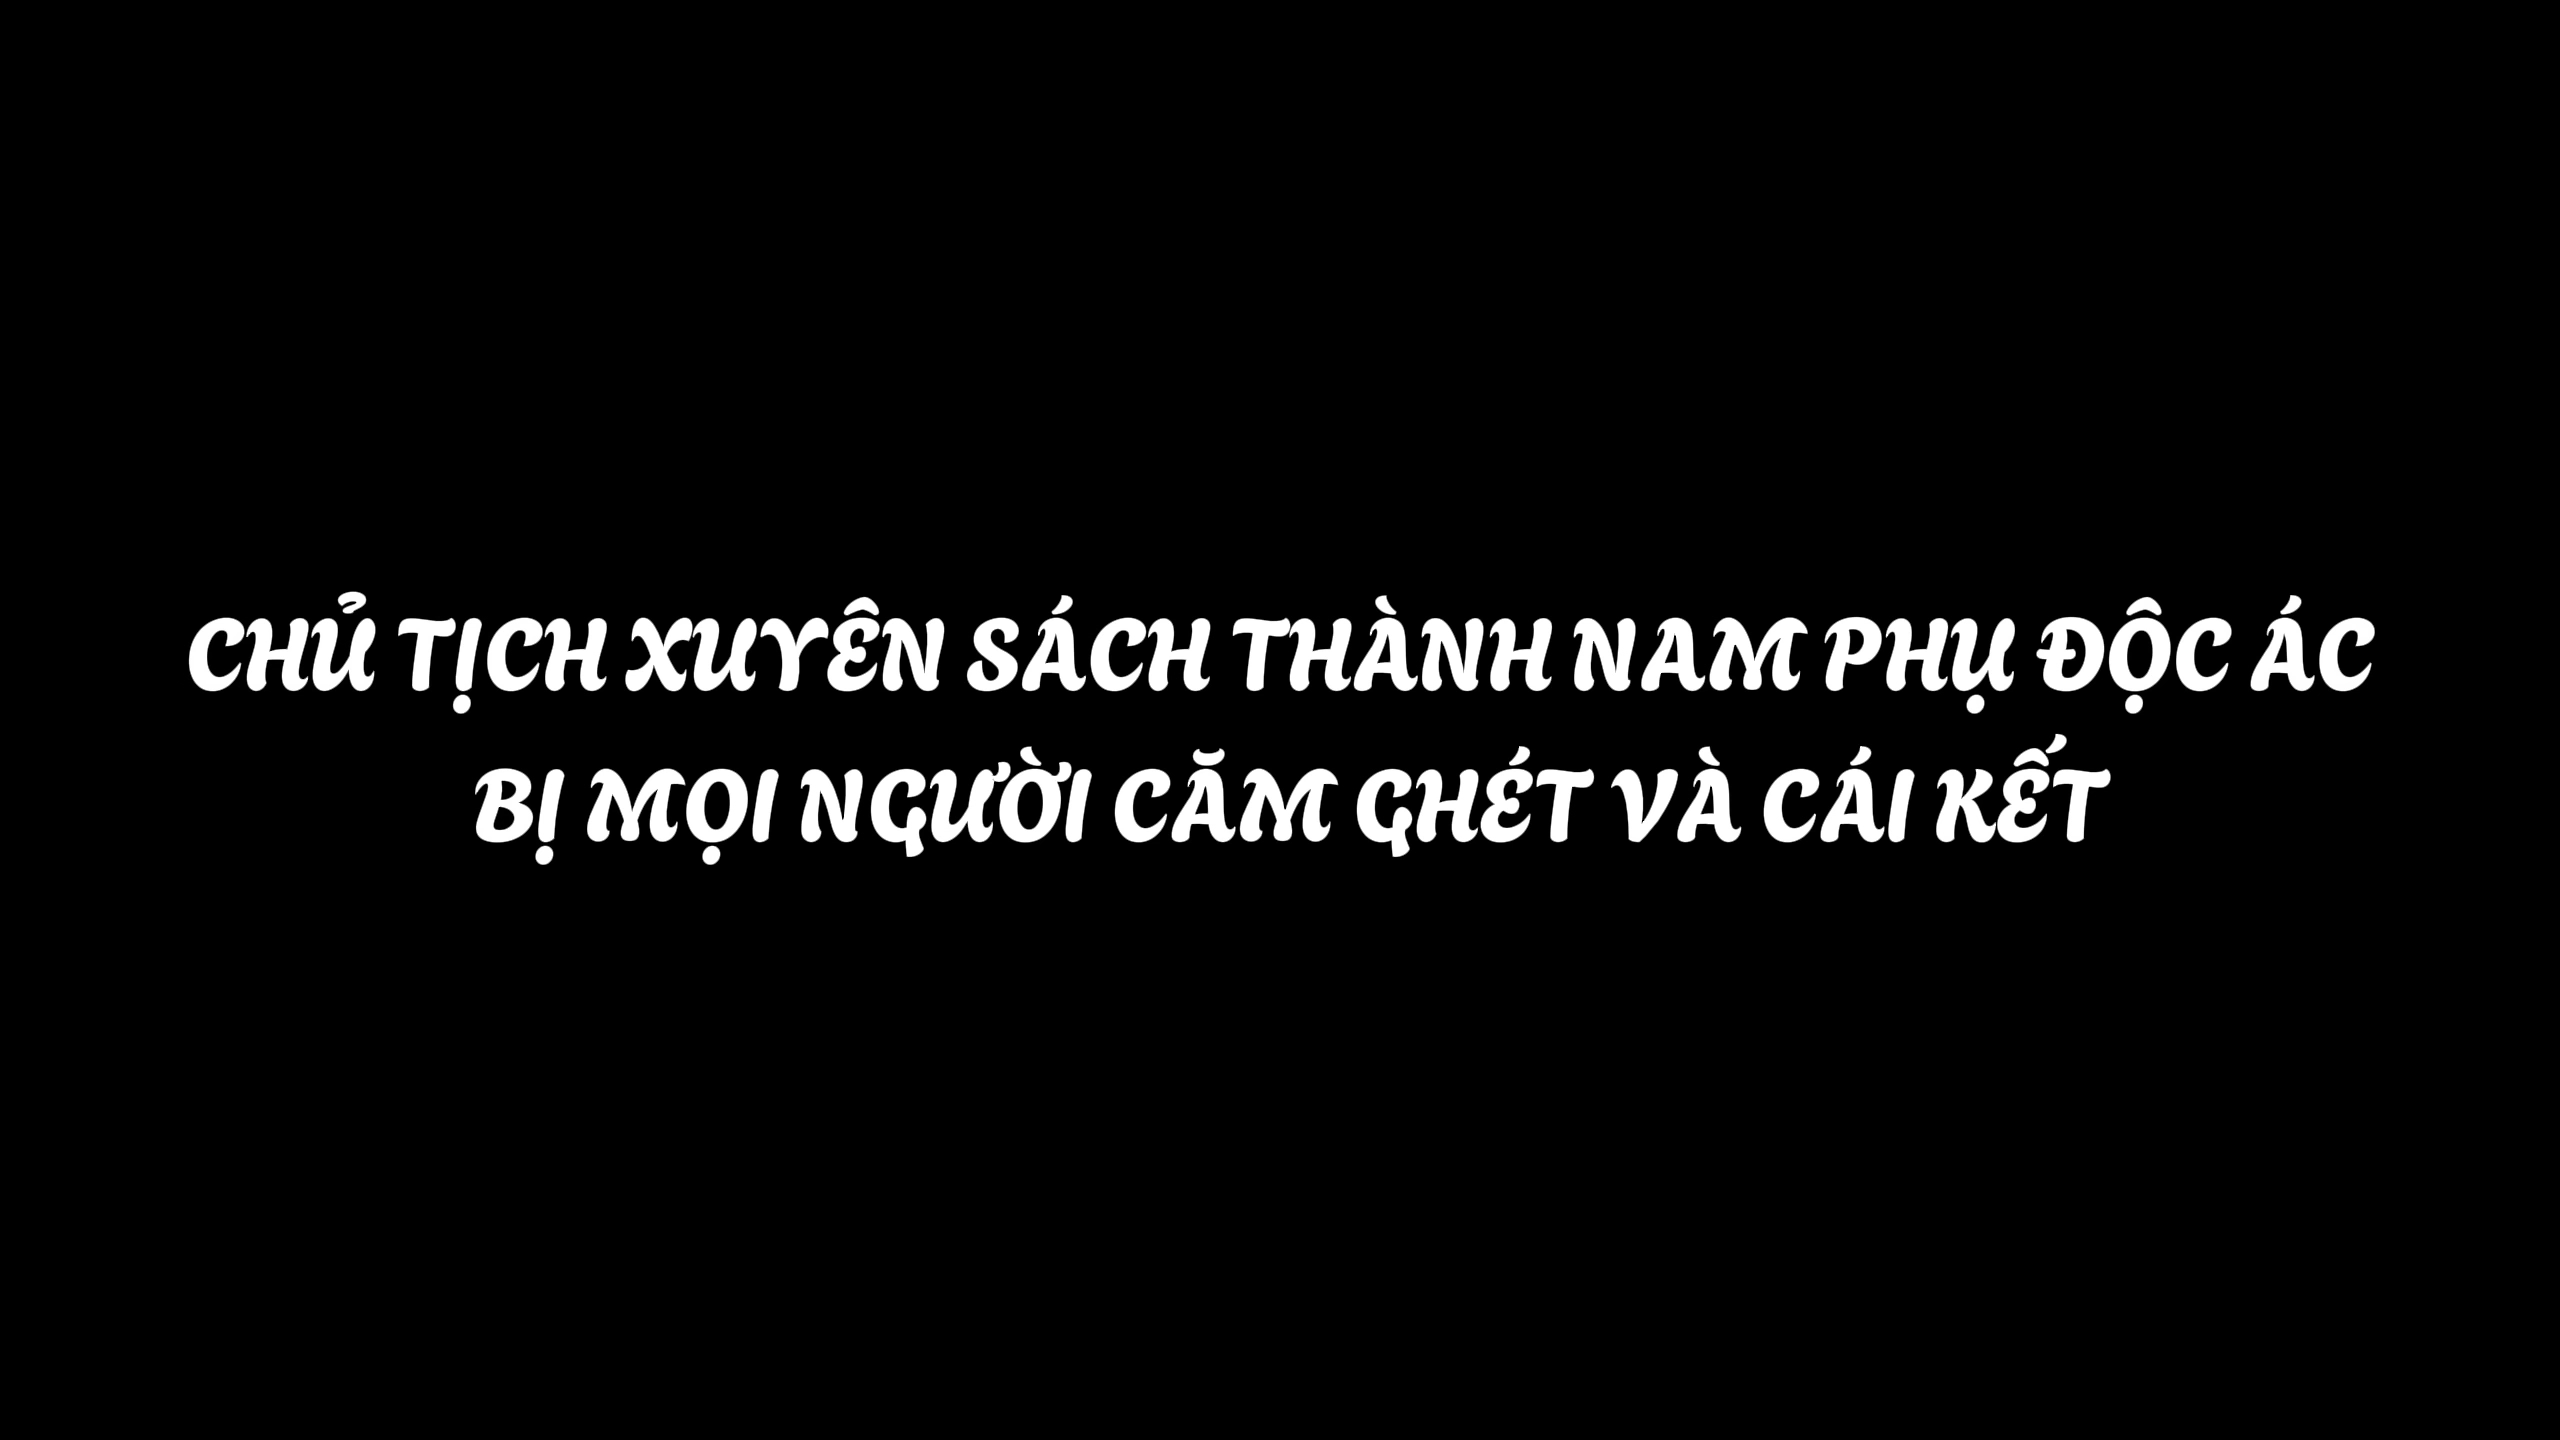 CHỦ TỊCH XUYÊN SÁCH THÀNH NAM PHỤ ĐỘC ÁC
BỊ MỌI NGƯỜI CĂM GHÉT VÀ CÁI KẾT